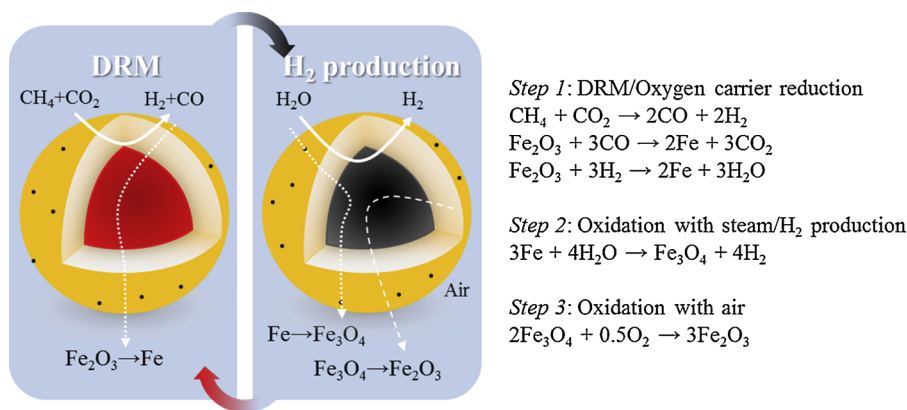 DRM
CH₄+CO₂
H₂+CO
Fe₂O₃→Fe
H₂ production
H₂O
H₂
Air
Fe→Fe₃O₄
Fe₃O₄→Fe₂O₃
Step 1: DRM/Oxygen carrier reduction
CH₄ + CO₂ → 2CO + 2H₂
Fe₂O₃ + 3CO → 2Fe + 3CO₂
Fe₂O₃ + 3H₂ → 2Fe + 3H₂O
Step 2: Oxidation with steam/H₂ production
3Fe + 4H₂O → Fe₃O₄ + 4H₂
Step 3: Oxidation with air
2Fe₃O₄ + 0.5O₂ → 3Fe₂O₃